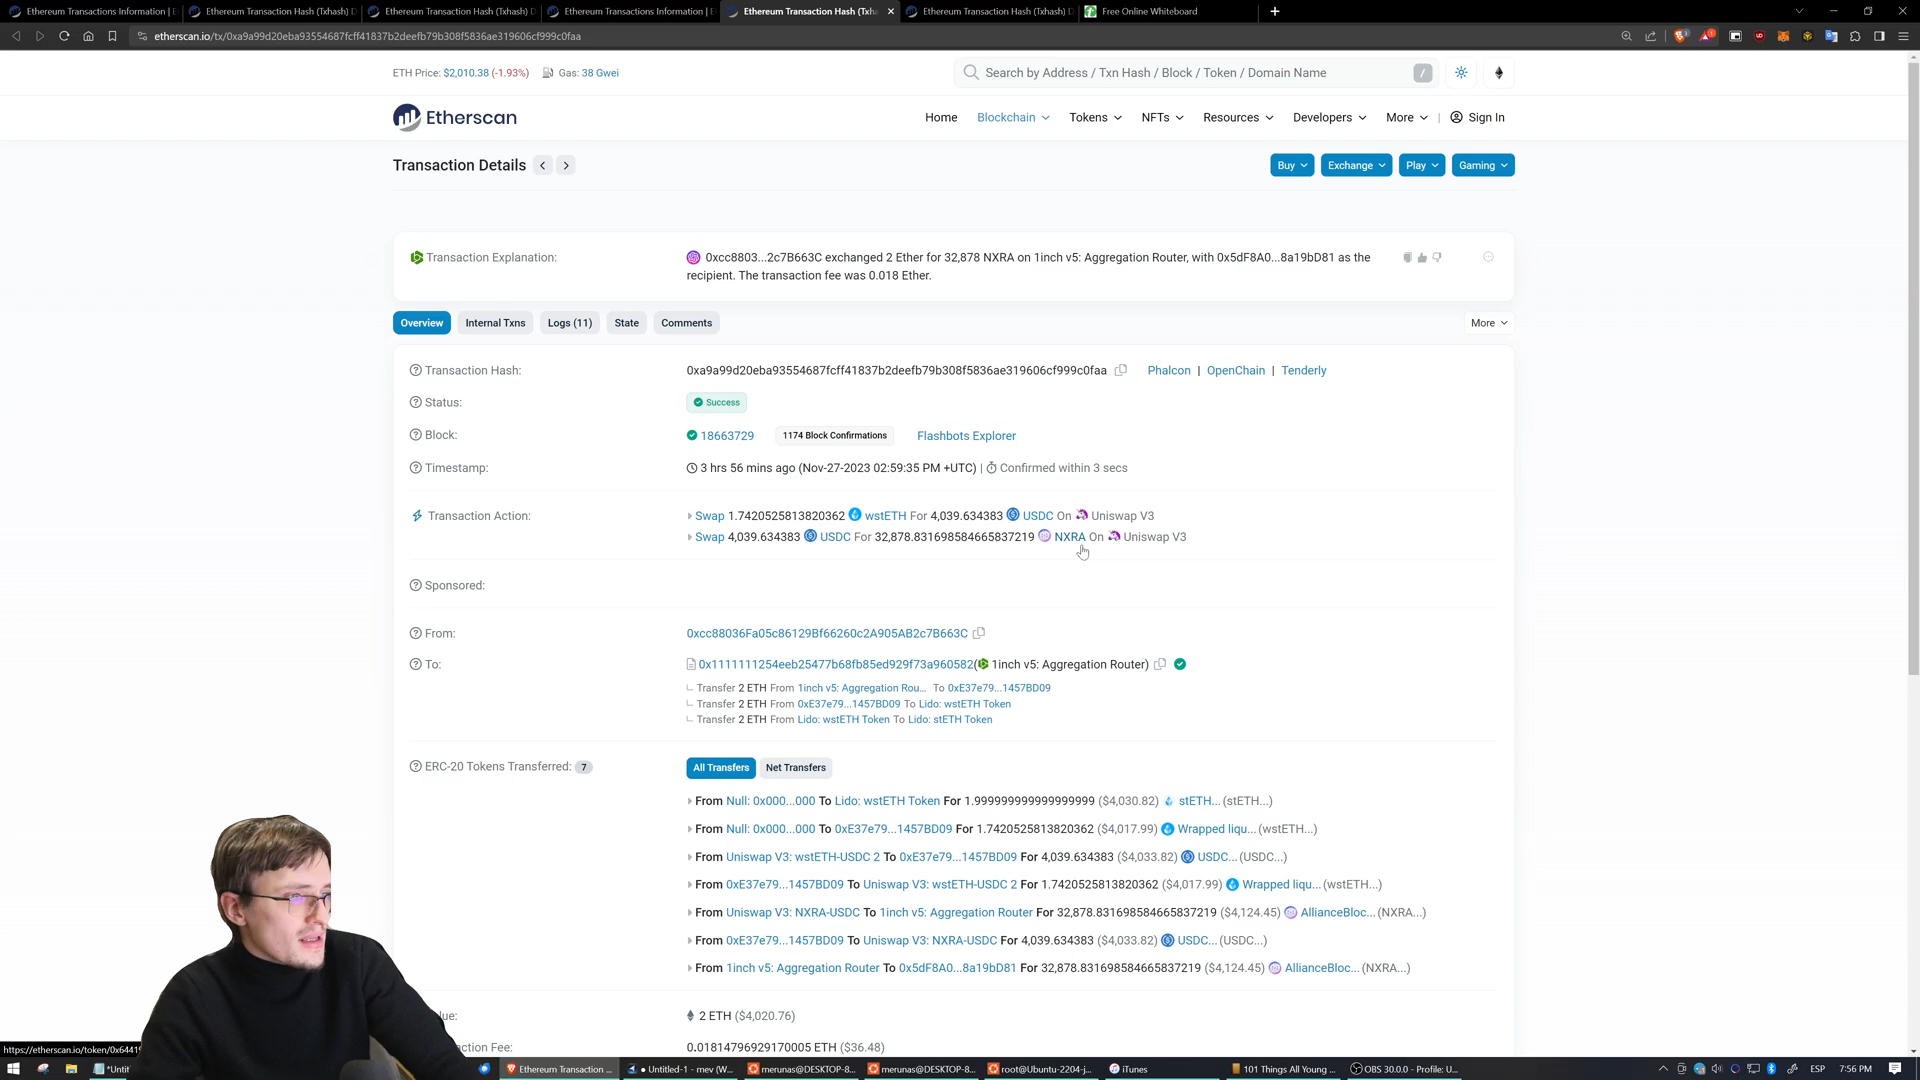 Ethereum Transactions Information | E
Ethereum Transaction Hash (Txhash) D
Ethereum Transaction Hash (Txhash) D
Ethereum Transactions Information | E
Ethereum Transaction Hash (Txha
Ethereum Transaction Hash (Txhash) D
Free Online Whiteboard
etherscan.io/tx/0xa9a99d20eba93554687fcff41837b2deefb79b308f5836ae319606cf999c0faa
ETH Price: $2,010.38 (-1.93%) Gas: 38 Gwei
Search by Address / Txn Hash / Block / Token / Domain Name /
Etherscan
Home Blockchain Tokens NFTs Resources Developers More | Sign In
Transaction Details
Buy Exchange Play Gaming
Transaction Explanation:
0xcc8803...2c7B663C exchanged 2 Ether for 32,878 NXRA on 1inch v5: Aggregation Router, with 0x5dF8A0...8a19bD81 as the
recipient. The transaction fee was 0.018 Ether.
Overview Internal Txns Logs (11) State Comments More
Transaction Hash: 0xa9a99d20eba93554687fcff41837b2deefb79b308f5836ae319606cf999c0faa Phalcon | OpenChain | Tenderly
Status: Success
Block: 18663729 1174 Block Confirmations Flashbots Explorer
Timestamp: 3 hrs 56 mins ago (Nov-27-2023 02:59:35 PM +UTC) | Confirmed within 3 secs
Transaction Action: Swap 1.7420525813820362 wstETH For 4,039.634383 USDC On Uniswap V3
Swap 4,039.634383 USDC For 32,878.831698584665837219 NXRA On Uniswap V3
Sponsored:
From: 0xcc88036Fa05c86129Bf66260c2A905AB2c7B663C
To: 0x1111111254eeb25477b68fb85ed929f73a960582 (1inch v5: Aggregation Router)
Transfer 2 ETH From 1inch v5: Aggregation Rou... To 0xE37e79...1457BD09
Transfer 2 ETH From 0xE37e79...1457BD09 To Lido: wstETH Token
Transfer 2 ETH From Lido: wstETH Token To Lido: stETH Token
ERC-20 Tokens Transferred: 7 All Transfers Net Transfers
From Null: 0x000...000 To Lido: wstETH Token For 1.999999999999999999 ($4,030.82) stETH... (stETH...)
From Null: 0x000...000 To 0xE37e79...1457BD09 For 1.7420525813820362 ($4,017.99) Wrapped liqu... (wstETH...)
From Uniswap V3: wstETH-USDC 2 To 0xE37e79...1457BD09 For 4,039.634383 ($4,033.82) USDC... (USDC...)
From 0xE37e79...1457BD09 To Uniswap V3: wstETH-USDC 2 For 1.7420525813820362 ($4,017.99) Wrapped liqu... (wstETH...)
From Uniswap V3: NXRA-USDC To 1inch v5: Aggregation Router For 32,878.831698584665837219 ($4,124.45) AllianceBloc... (NXRA...)
From 0xE37e79...1457BD09 To Uniswap V3: NXRA-USDC For 4,039.634383 ($4,033.82) USDC... (USDC...)
From 1inch v5: Aggregation Router To 0x5dF8A0...8a19bD81 For 32,878.831698584665837219 ($4,124.45) AllianceBloc... (NXRA...)
lue: 2 ETH ($4,020.76)
ction Fee: 0.01814796929170005 ETH ($36.48)
https://etherscan.io/token/0x6441
*Untit
Ethereum Transaction ...
● Untitled-1 - mev (W...
merunas@DESKTOP-8...
merunas@DESKTOP-8...
root@Ubuntu-2204-j...
iTunes
101 Things All Young ...
OBS 30.0.0 - Profile: U...
ESP 7:56 PM